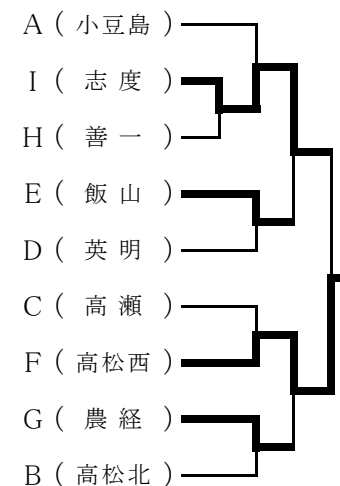 A ( 小豆島 )
I ( 志 度 )
H ( 善 一 )
E ( 飯 山 )
D ( 英 明 )
C ( 高 瀬 )
F ( 高松西 )
G ( 農 経 )
B ( 高松北 )